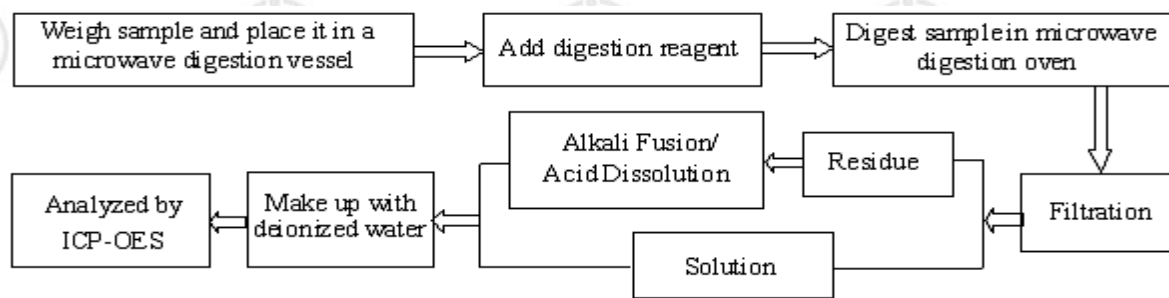 Weigh sample and place it in a
microwave digestion vessel
Add digestion reagent
Digest sample in microwave
digestion oven
Filtration
Residue
Alkali Fusion/
Acid Dissolution
Solution
Make up with
deionized water
Analyzed by
ICP-OES